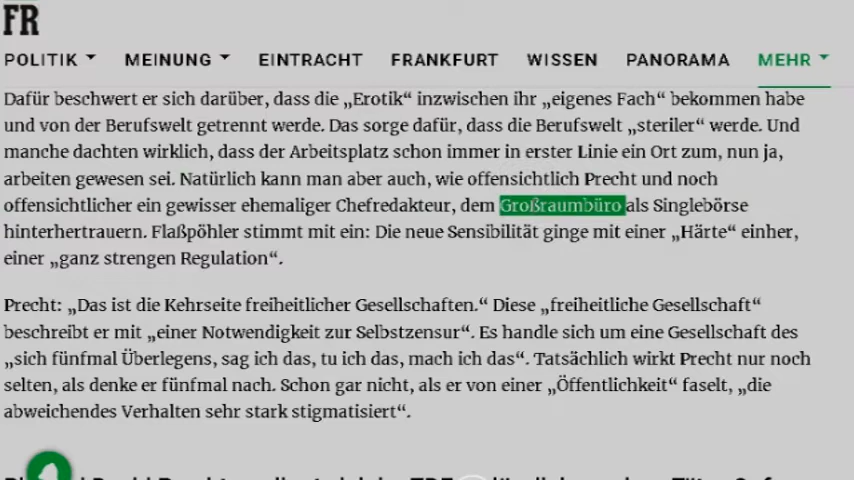 FR
POLITIK MEINUNG EINTRACHT FRANKFURT WISSEN PANORAMA MEHR
Dafür beschwert er sich darüber, dass die „Erotik“ inzwischen ihr „eigenes Fach“ bekommen habe
und von der Berufswelt getrennt werde. Das sorge dafür, dass die Berufswelt „steriler“ werde. Und
manche dachten wirklich, dass der Arbeitsplatz schon immer in erster Linie ein Ort zum, nun ja,
arbeiten gewesen sei. Natürlich kann man aber auch, wie offensichtlich Precht und noch
offensichtlicher ein gewisser ehemaliger Chefredakteur, dem Großraumbüro als Singlebörse
hinterhertrauern. Flaßpöhler stimmt mit ein: Die neue Sensibilität ginge mit einer „Härte“ einher,
einer „ganz strengen Regulation“.
Precht: „Das ist die Kehrseite freiheitlicher Gesellschaften.“ Diese „freiheitliche Gesellschaft“
beschreibt er mit „einer Notwendigkeit zur Selbstzensur“. Es handle sich um eine Gesellschaft des
„sich fünfmal Überlegens, sag ich das, tu ich das, mach ich das“. Tatsächlich wirkt Precht nur noch
selten, als denke er fünfmal nach. Schon gar nicht, als er von einer „Öffentlichkeit“ faselt, „die
abweichendes Verhalten sehr stark stigmatisiert“.